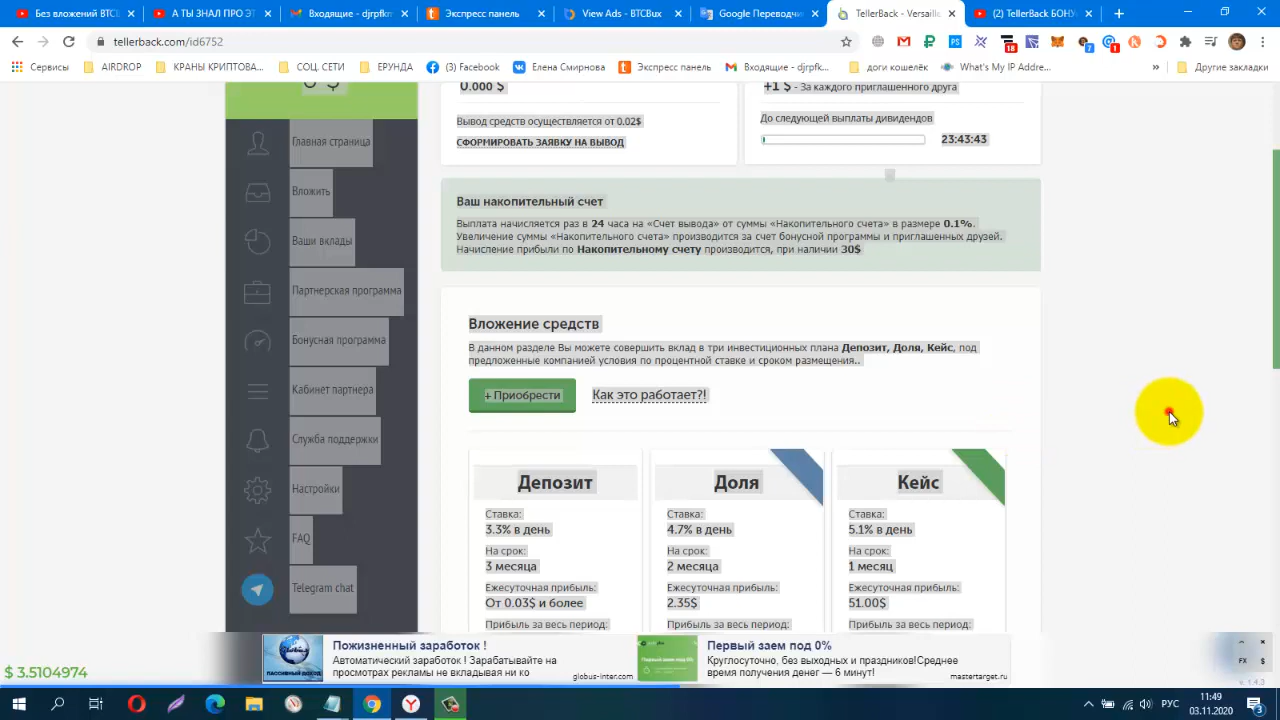 Без вложений BTСВ
А ТЫ ЗНАЛ ПРО ЭТ
Входящие - djrpfkm
Экспресс панель
View Ads - BTCBux
Google Переводчи
TellerBack - Versaille
(2) TellerBack БОНУ
tellerback.com/id6752
18
7
1
Сервисы
AIRDROP
КРАНЫ КРИПТОВА...
СОЦ. СЕТИ
ЕРУНДА
(3) Facebook
Елена Смирнова
Экспресс панель
Входящие - djrpfk...
доги кошелёк
What's My IP Addre...
»
Другие закладки
0.000 $
Вывод средств осуществляется от 0,02$
СФОРМИРОВАТЬ ЗАЯВКУ НА ВЫВОД
+1 $ - За каждого приглашенного друга
До следующей выплаты дивидендов
23:43:43
Главная страница
Вложить
Ваши вклады
Партнерская программа
Бонусная программа
Кабинет партнера
Служба поддержки
Настройки
FAQ
Telegram chat
Ваш накопительный счет
Выплата начисляется раз в 24 часа на «Счет вывода» от суммы «Накопительного счета» в размере 0.1%.
Увеличение суммы «Накопительного счета» производится за счет бонусной программы и приглашенных друзей.
Начисление прибыли по Накопительному счету производится, при наличии 30$
Вложение средств
В данном разделе Вы можете совершить вклад в три инвестиционных плана Депозит, Доля, Кейс, под
предложенные компанией условия по процентной ставке и сроком размещения..
+ Приобрести
Как это работает?!
Депозит
Ставка:
3.3% в день
На срок:
3 месяца
Ежесуточная прибыль:
От 0.03$ и более
Прибыль за весь период:
Доля
Ставка:
4.7% в день
На срок:
2 месяца
Ежесуточная прибыль:
2.35$
Прибыль за весь период:
Кейс
Ставка:
5.1% в день
На срок:
1 месяц
Ежесуточная прибыль:
51.00$
Прибыль за весь период:
$ 3.5104974
Пожизненный заработок !
Автоматический заработок ! Зарабатывайте на
просмотрах рекламы не вкладывая ни ко
globus-inter.com
Первый заем под 0%
Круглосуточно, без выходных и праздников!Среднее
время получения денег — 6 минут!
mastertarget.ru
FX
$
v. 1.4.3
РУС
11:49
03.11.2020
3